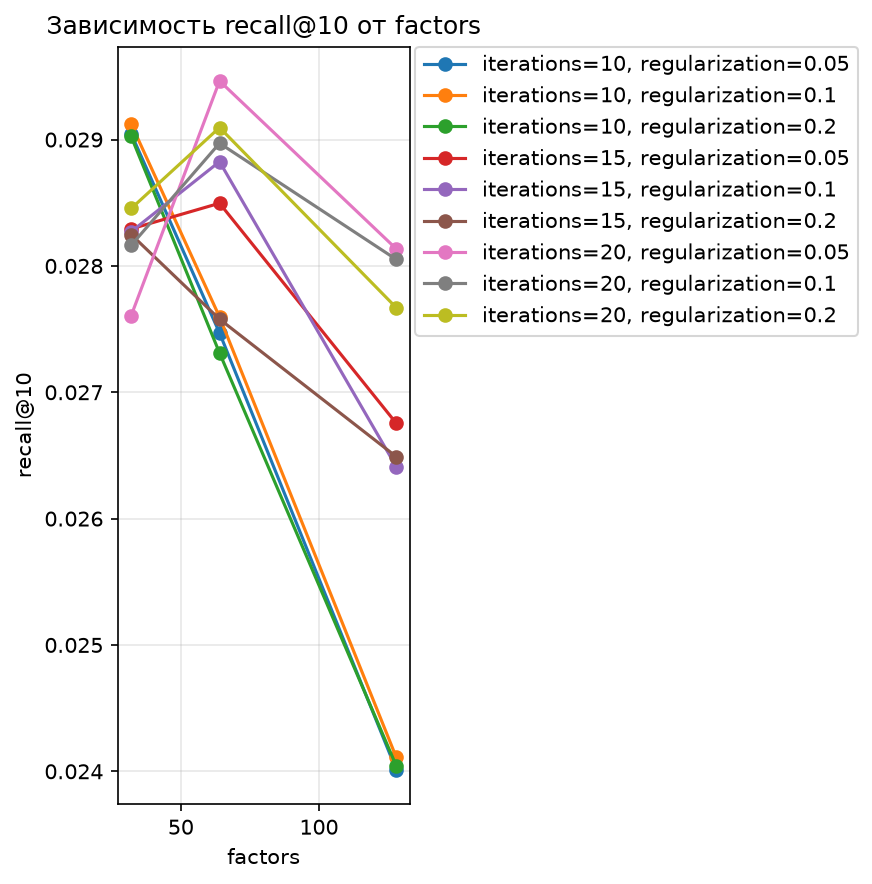 Зависимость recall@10 от factors
iterations=10, regularization=0.05
iterations=10, regularization=0.1
iterations=10, regularization=0.2
iterations=15, regularization=0.05
iterations=15, regularization=0.1
iterations=15, regularization=0.2
iterations=20, regularization=0.05
iterations=20, regularization=0.1
iterations=20, regularization=0.2
recall@10
0.029
0.028
0.027
0.026
0.025
0.024
50 100
factors